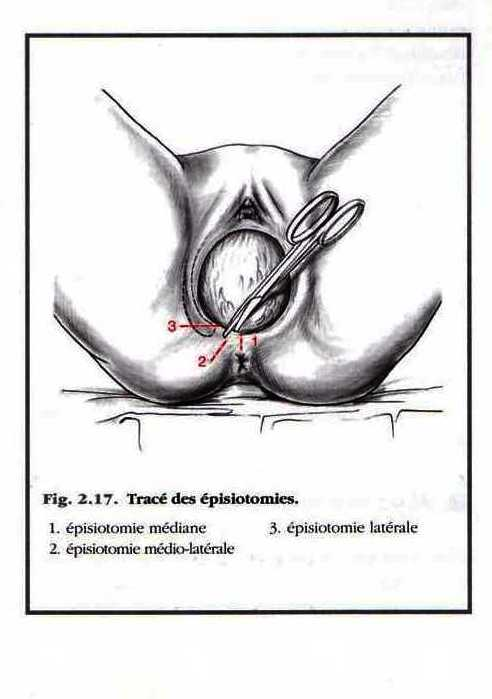 3
1
2
Fig. 2.17. Tracé des épisiotomies.
1. épisiotomie médiane
3. épisiotomie latérale
2. épisiotomie médio-latérale